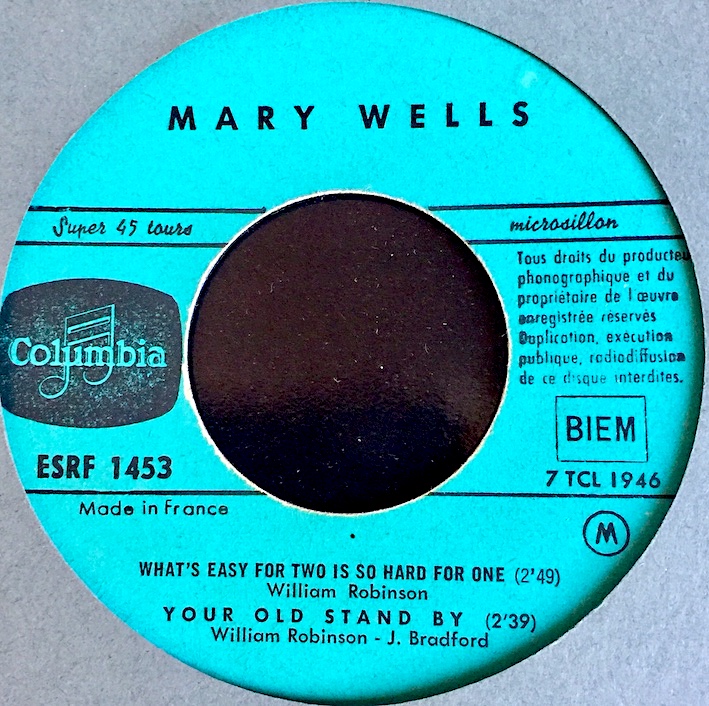 MARY WELLS
Super 45 tours
microsillon
Tous droits du producteur
phonographique et du
propriétaire de l'œuvre
enregistrée réservés
Duplication, exécution
publique, radiodiffusion
de ce disque interdites.
Columbia
BIEM
ESRF 1453
7 TCL 1946
Made in France
M
WHAT'S EASY FOR TWO IS SO HARD FOR ONE (2'49)
William Robinson
YOUR OLD STAND BY (2'39)
William Robinson - J. Bradford